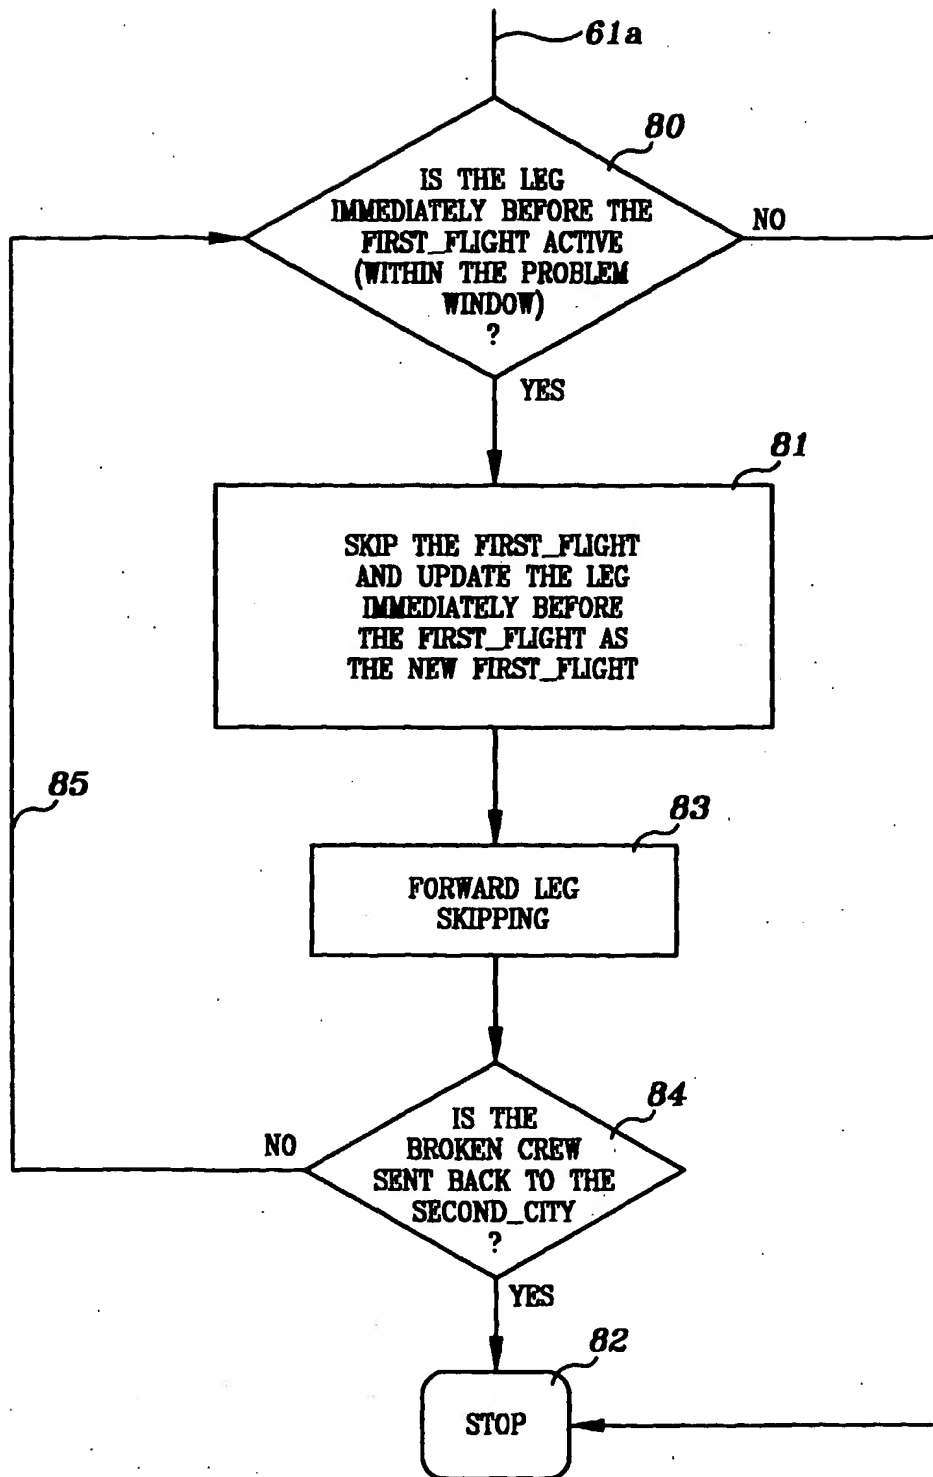 61a
80
IS THE LEG
IMMEDIATELY BEFORE THE
FIRST_FLIGHT ACTIVE
(WITHIN THE PROBLEM
WINDOW)
?
NO
YES
81
SKIP THE FIRST_FLIGHT
AND UPDATE THE LEG
IMMEDIATELY BEFORE
THE FIRST_FLIGHT AS
THE NEW FIRST_FLIGHT
85
83
FORWARD LEG
SKIPPING
84
IS THE
BROKEN CREW
SENT BACK TO THE
SECOND_CITY
?
NO
YES
82
STOP